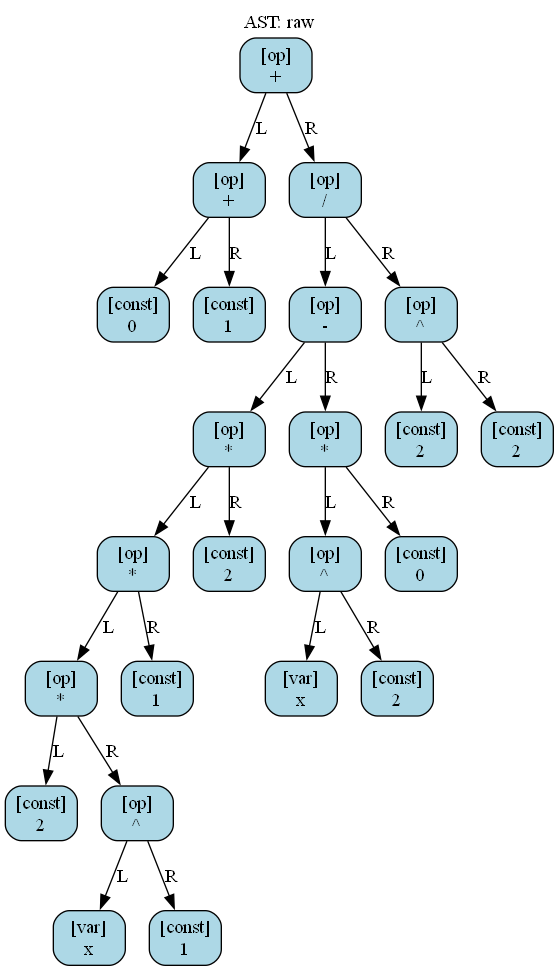 AST: raw
[op]
+
L
R
[op]
+
[op]
/
L
R
L
R
[const]
0
[const]
1
[op]
-
[op]
^
L
R
L
R
[op]
*
[op]
*
[const]
2
[const]
2
L
R
L
R
[op]
*
[const]
2
[op]
^
[const]
0
L
R
L
R
[op]
*
[const]
1
[var]
x
[const]
2
L
R
[const]
2
[op]
^
L
R
[var]
x
[const]
1